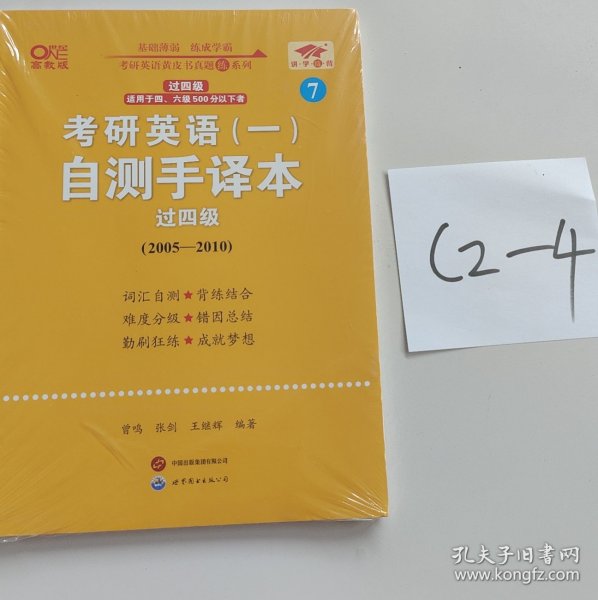 ONE
高教版
基础薄弱 练成学霸
考研英语黄皮书真题练系列
讲·学·练·背
过四级
适用于四、六级500分以下者
7
考研英语(一)
自测手译本
过四级
(2005—2010)
词汇自测★背练结合
难度分级★错因总结
勤刷狂练★成就梦想
曾鸣 张剑 王继辉 编著
中国出版集团有限公司
世界图书出版公司
C2-4
孔夫子旧书网
www.kongfz.com